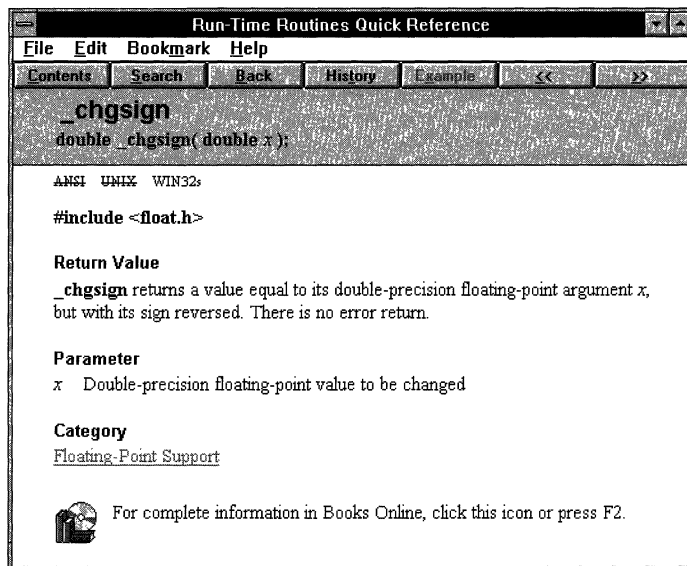 Run-Time Routines Quick Reference
File Edit Bookmark Help
Contents Search Back History Example << >>
_chgsign
double _chgsign( double x );
ANSI UNIX WIN32s
#include <float.h>
Return Value
_chgsign returns a value equal to its double-precision floating-point argument x,
but with its sign reversed. There is no error return.
Parameter
x Double-precision floating-point value to be changed
Category
Floating-Point Support
For complete information in Books Online, click this icon or press F2.